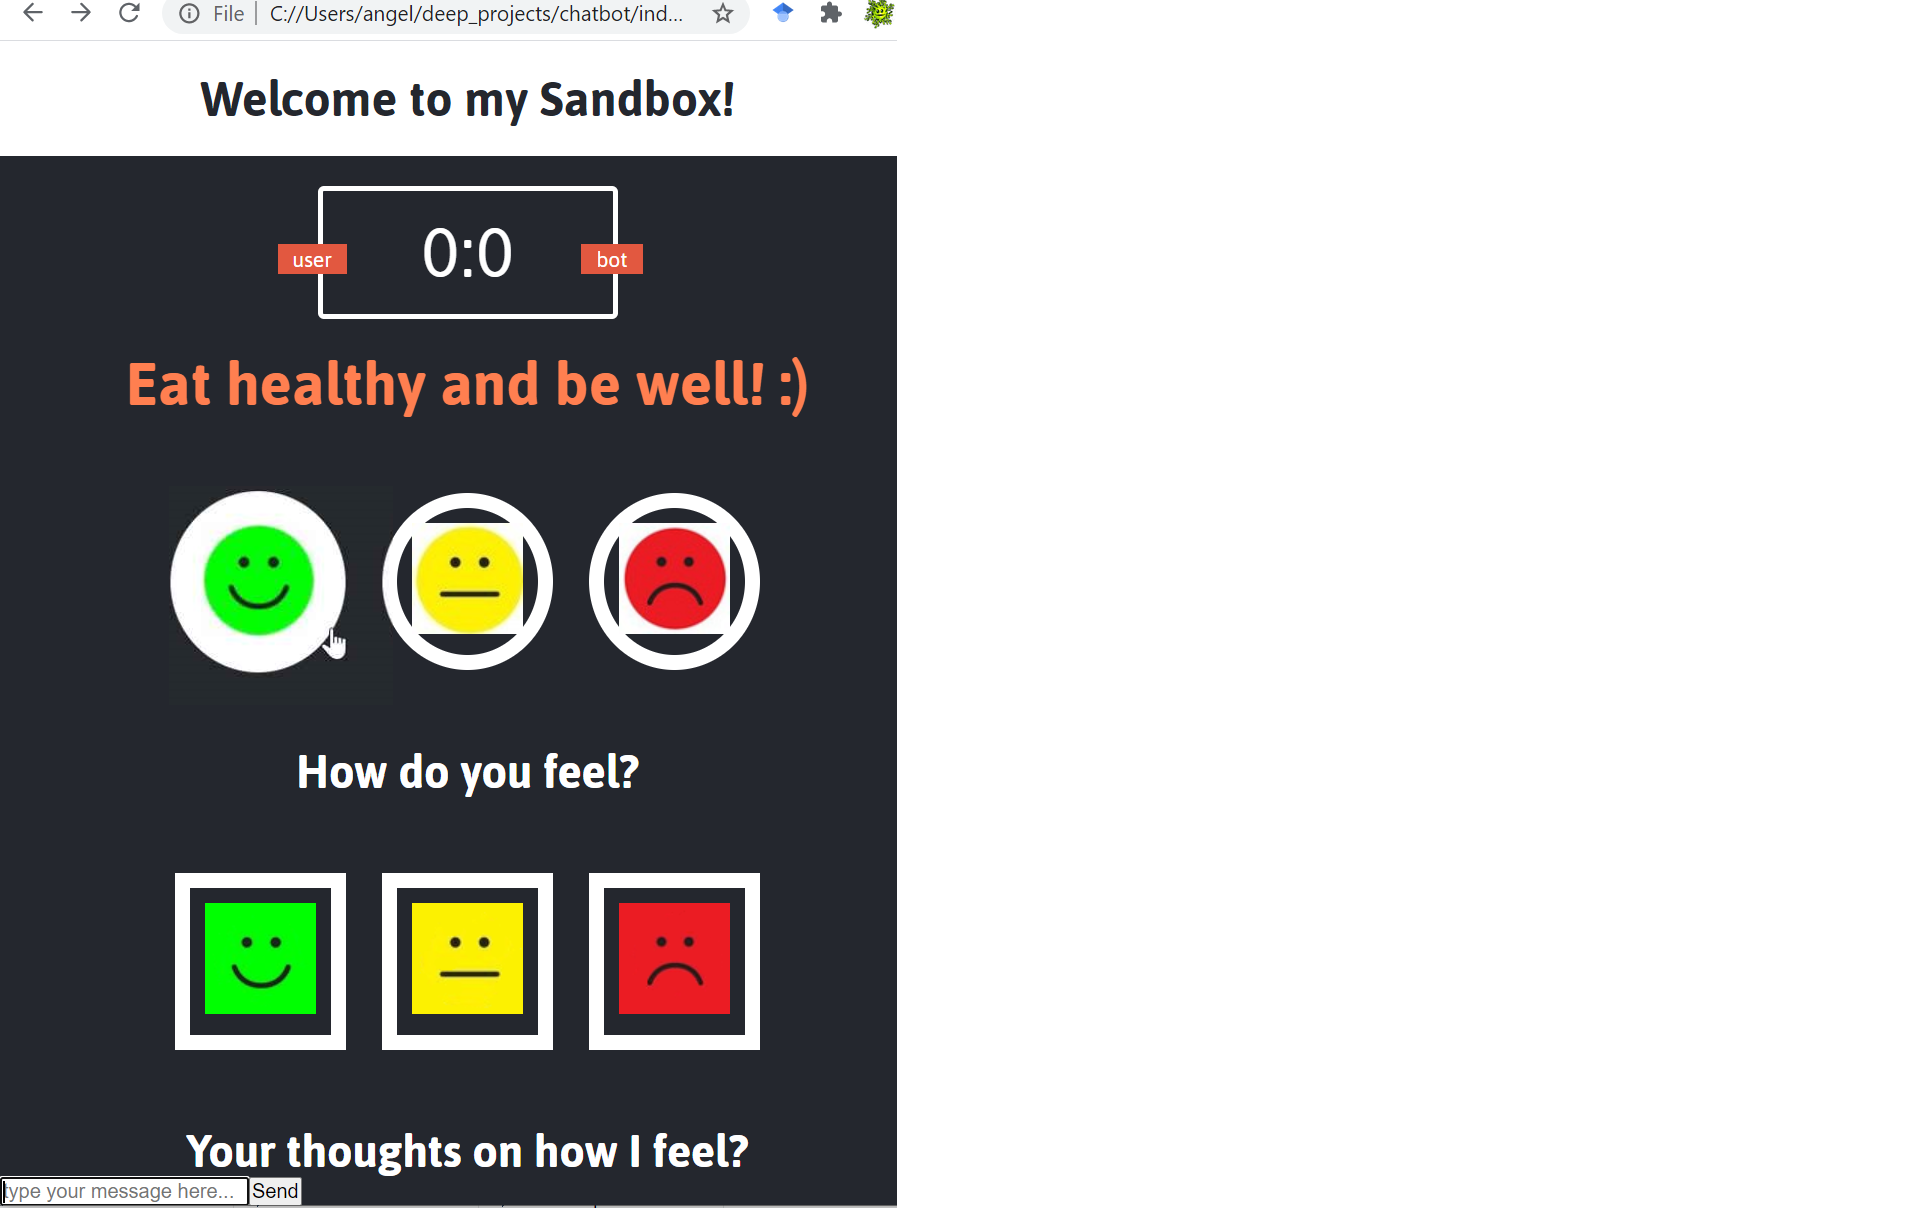 File C://Users/angel/deep_projects/chatbot/ind...
Welcome to my Sandbox!
user 0:0 bot
Eat healthy and be well! :)
How do you feel?
Your thoughts on how I feel?
type your message here... Send